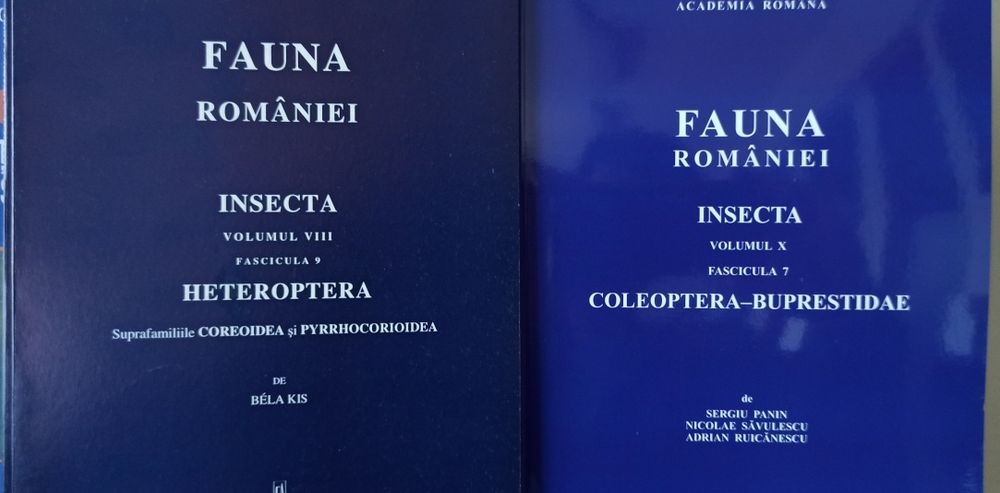 FAUNA
ROMÂNIEI
INSECTA
VOLUMUL VIII
FASCICULA 9
HETEROPTERA
Suprafamiliile COREOIDEA și PYRRHOCORIOIDEA
DE
BÉLA KIS
ACADEMIA ROMÂNĂ
FAUNA
ROMÂNIEI
INSECTA
VOLUMUL X
FASCICULA 7
COLEOPTERA–BUPRESTIDAE
de
SERGIU PANIN
NICOLAE SĂVULESCU
ADRIAN RUICĂNESCU